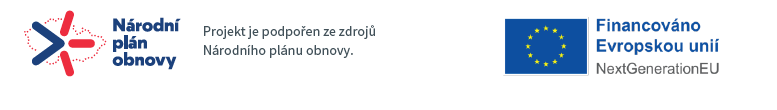 Národní
plán
obnovy
Projekt je podpořen ze zdrojů
Národního plánu obnovy.
Financováno
Evropskou unií
NextGenerationEU